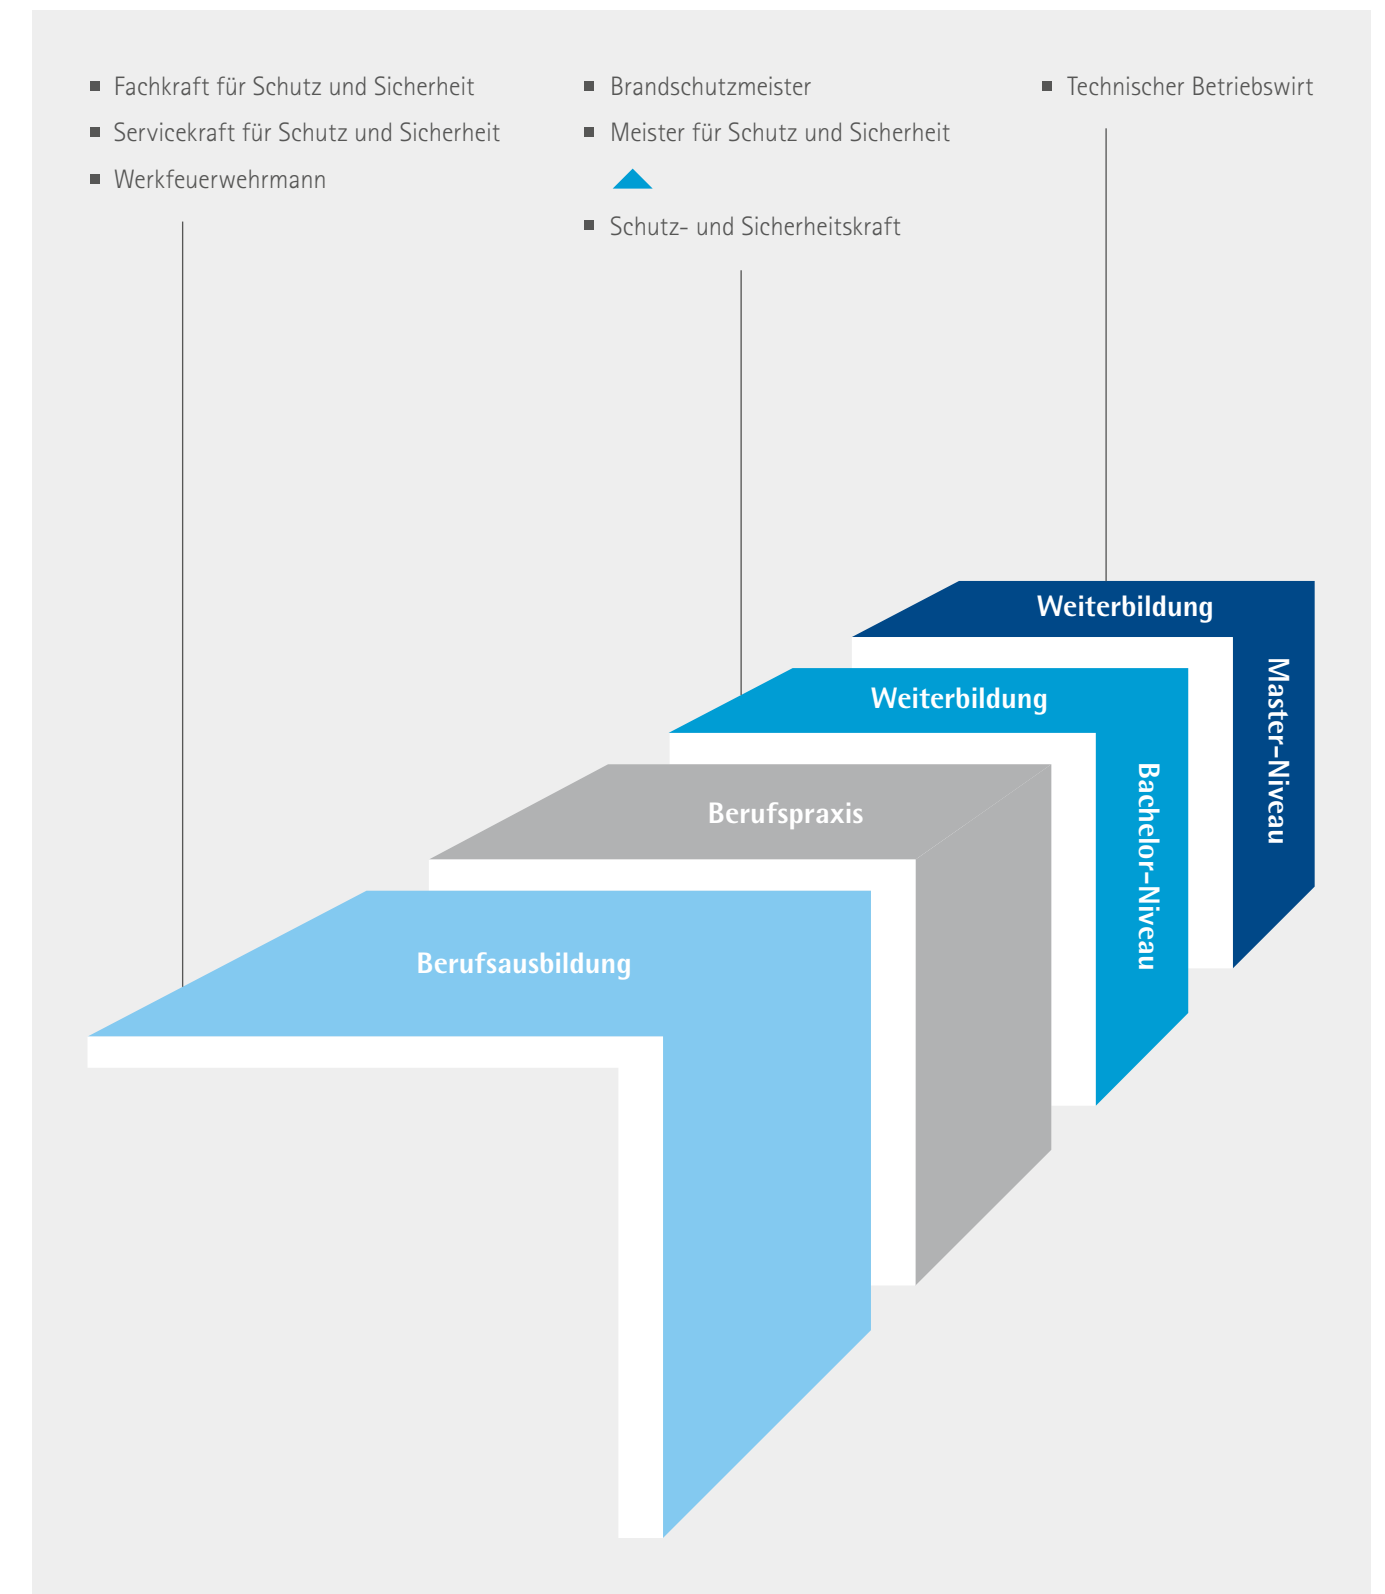 Fachkraft für Schutz und Sicherheit
Servicekraft für Schutz und Sicherheit
Werkfeuerwehrmann
Brandschutzmeister
Meister für Schutz und Sicherheit
Schutz- und Sicherheitskraft
Technischer Betriebswirt
Weiterbildung
Master-Niveau
Weiterbildung
Bachelor-Niveau
Berufspraxis
Berufsausbildung